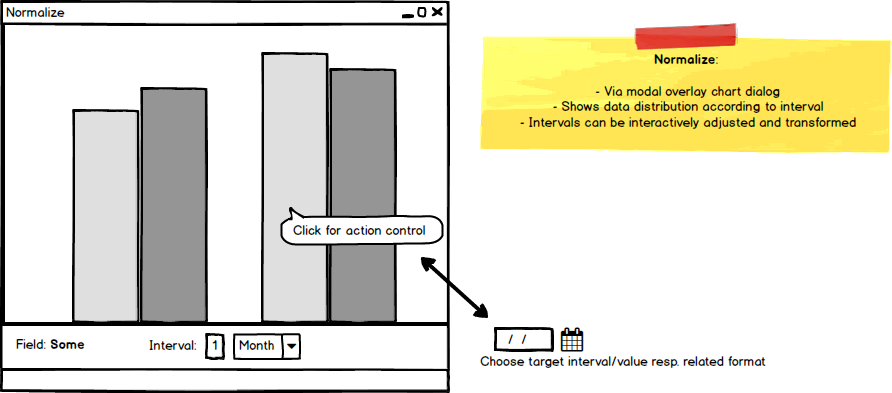 Normalize
Normalize:
- Via modal overlay chart dialog
- Shows data distribution according to interval
- Intervals can be interactively adjusted and transformed
Click for action control
Field: Some
Interval: 1 Month
/ /
Choose target interval/value resp. related format